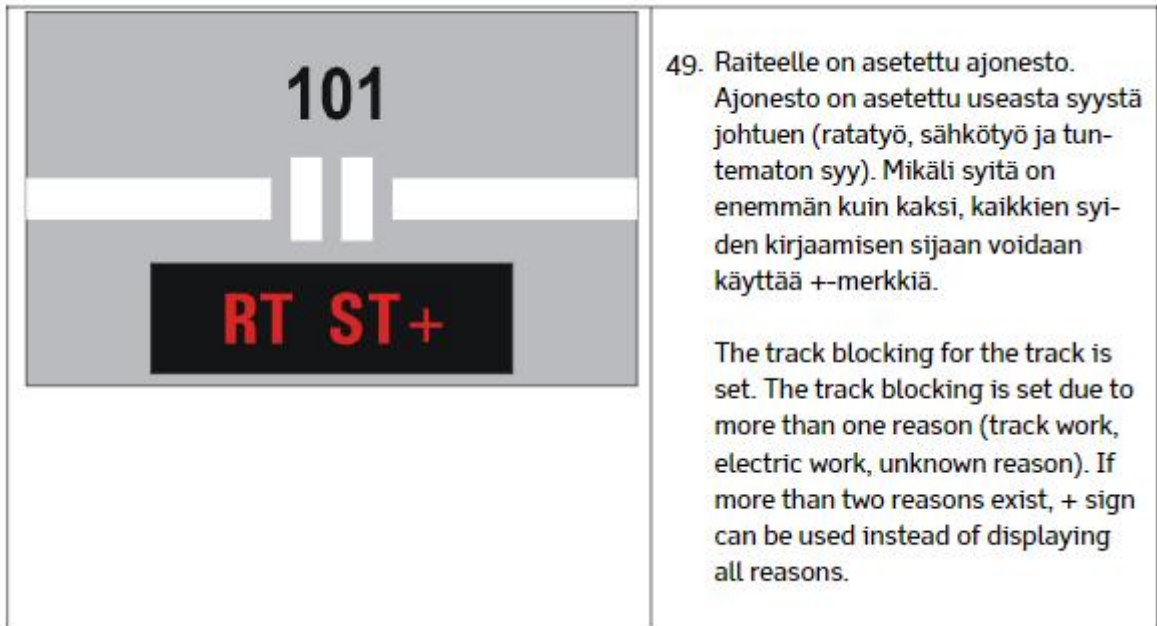 101
RT ST+
49. Raiteelle on asetettu ajonesto.
Ajonesto on asetettu useasta syystä
johtuen (ratatyö, sähkötyö ja tun-
tematon syy). Mikäli syitä on
enemmän kuin kaksi, kaikkien syi-
den kirjaamisen sijaan voidaan
käyttää +-merkkiä.
The track blocking for the track is
set. The track blocking is set due to
more than one reason (track work,
electric work, unknown reason). If
more than two reasons exist, + sign
can be used instead of displaying
all reasons.